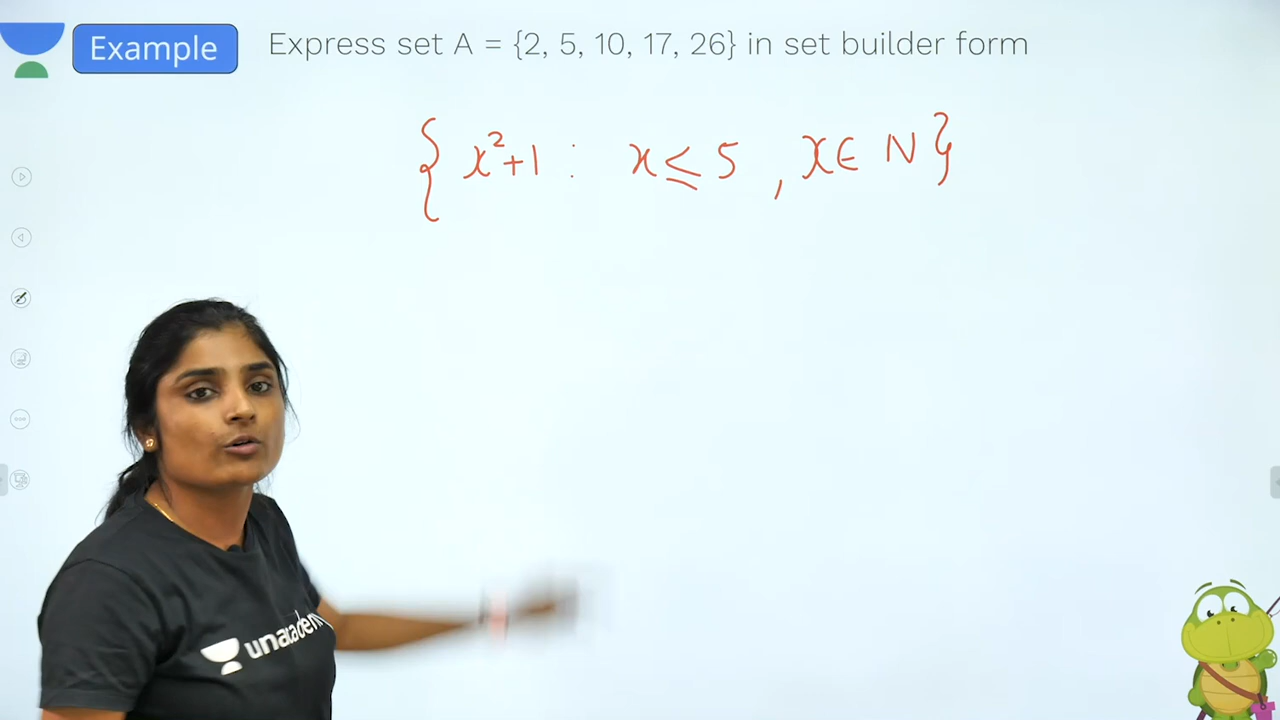 Example
Express set A = {2, 5, 10, 17, 26} in set builder form
{ x²+1 : x ≤ 5 , x ∈ N }
unacademy